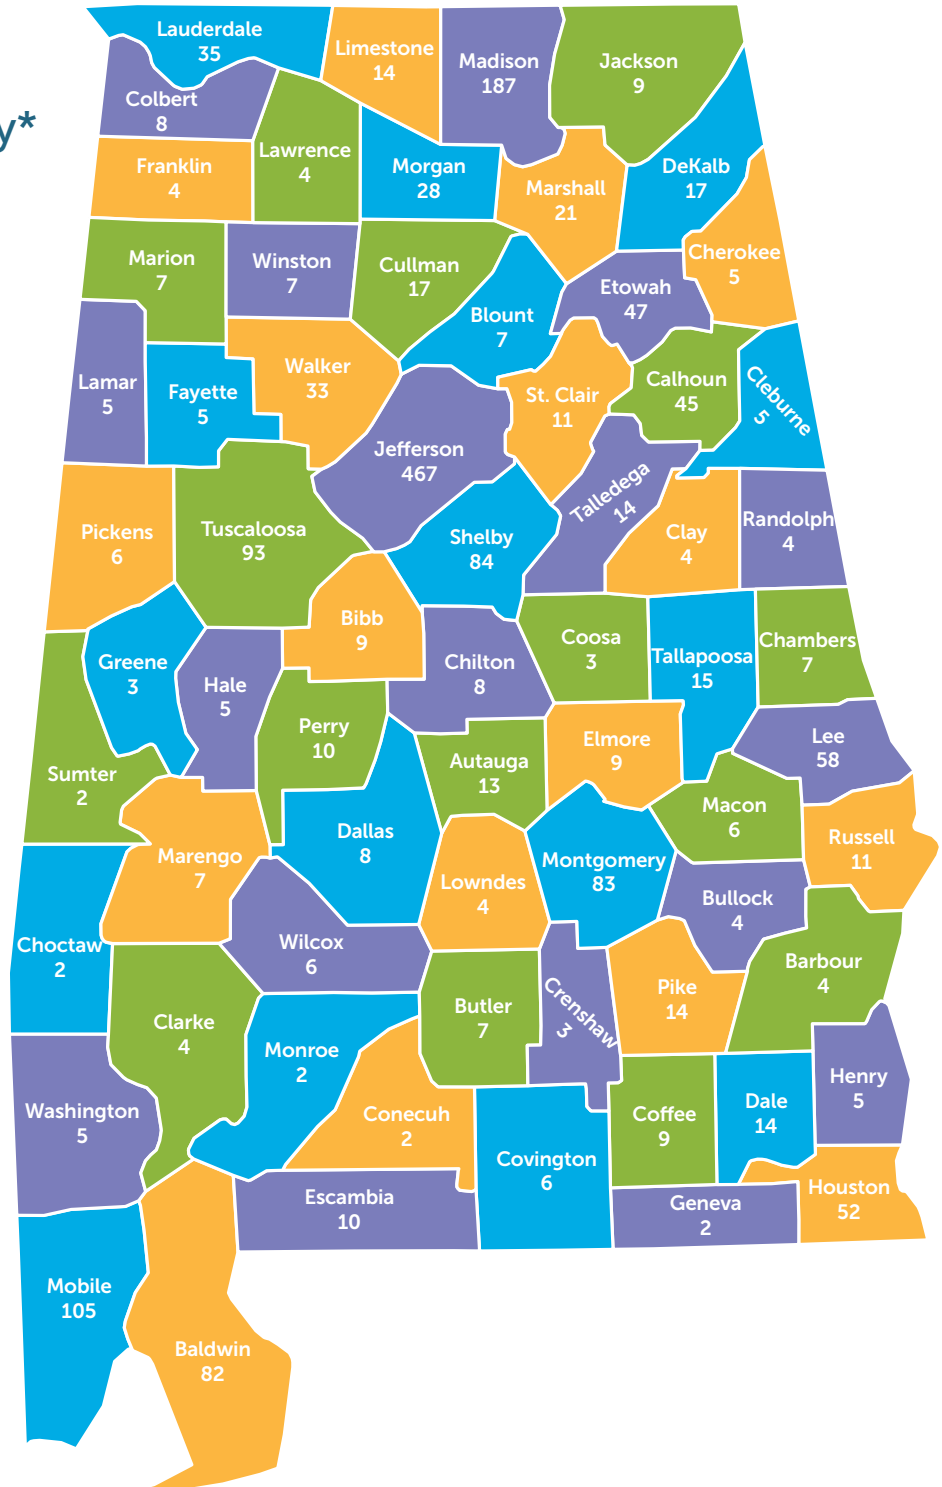 y*
Lauderdale
35
Limestone
14
Madison
187
Jackson
9
Colbert
8
Lawrence
4
Franklin
4
Morgan
28
Marshall
21
DeKalb
17
Cherokee
5
Marion
7
Winston
7
Cullman
17
Etowah
47
Blount
7
Lamar
5
Fayette
5
Walker
33
St. Clair
11
Calhoun
45
Cleburne
5
Jefferson
467
Talledega
14
Pickens
6
Tuscaloosa
93
Shelby
84
Clay
4
Randolph
4
Bibb
9
Greene
3
Hale
5
Chilton
8
Coosa
3
Tallapoosa
15
Chambers
7
Perry
10
Sumter
2
Autauga
13
Elmore
9
Lee
58
Macon
6
Russell
11
Marengo
7
Dallas
8
Lowndes
4
Montgomery
83
Bullock
4
Choctaw
2
Wilcox
6
Barbour
4
Clarke
4
Monroe
2
Butler
7
Crenshaw
3
Pike
14
Washington
5
Conecuh
2
Covington
6
Coffee
9
Dale
14
Henry
5
Escambia
10
Geneva
2
Houston
52
Mobile
105
Baldwin
82